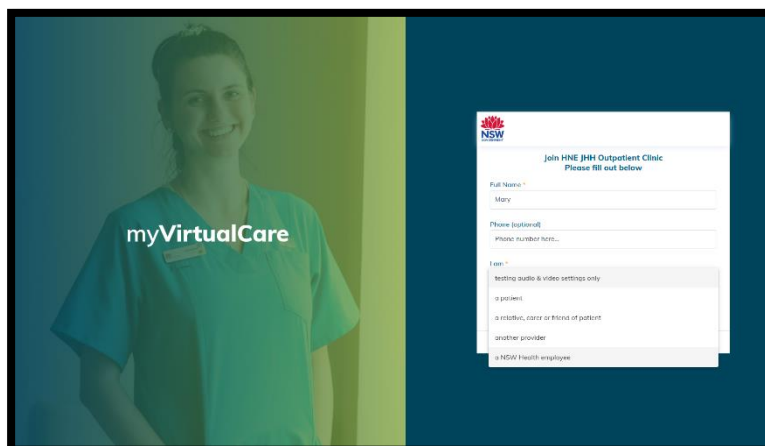 myVirtualCare
NSW
GOVERNMENT
Join HNE JHH Outpatient Clinic
Please fill out below
Full Name *
Mary
Phone (optional)
Phone number here...
I am *
testing audio & video settings only
a patient
a relative, carer or friend of patient
another provider
a NSW Health employee